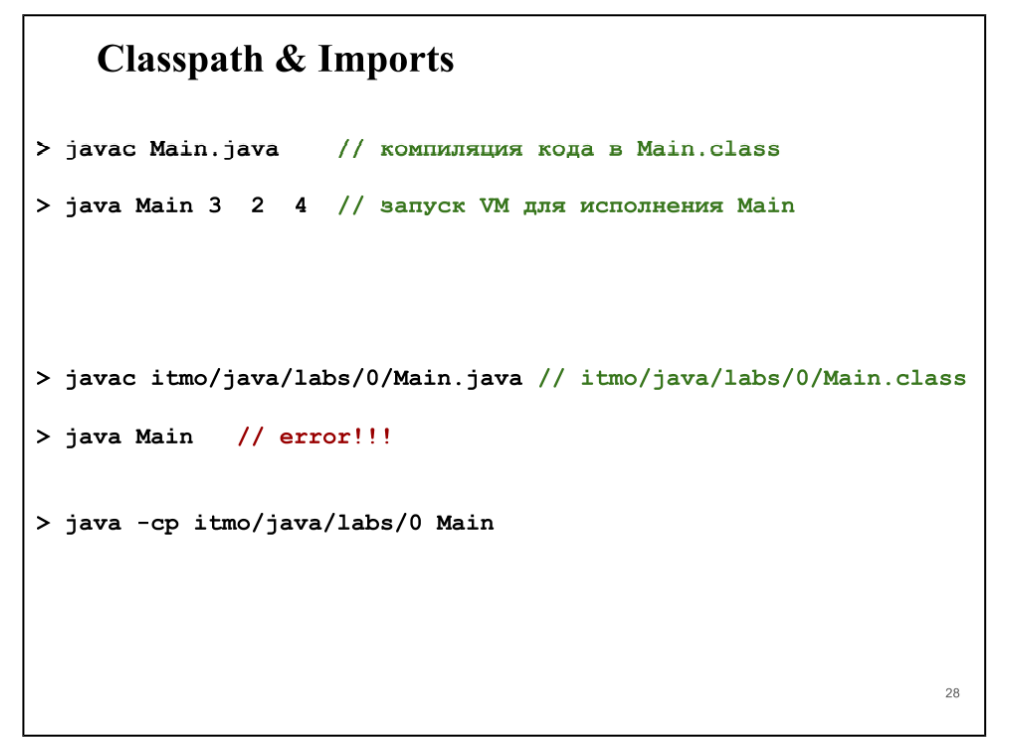 Classpath & Imports
> javac Main.java // компиляция кода в Main.class
> java Main 3 2 4 // запуск VM для исполнения Main
> javac itmo/java/labs/0/Main.java // itmo/java/labs/0/Main.class
> java Main // error!!!
> java -cp itmo/java/labs/0 Main
28